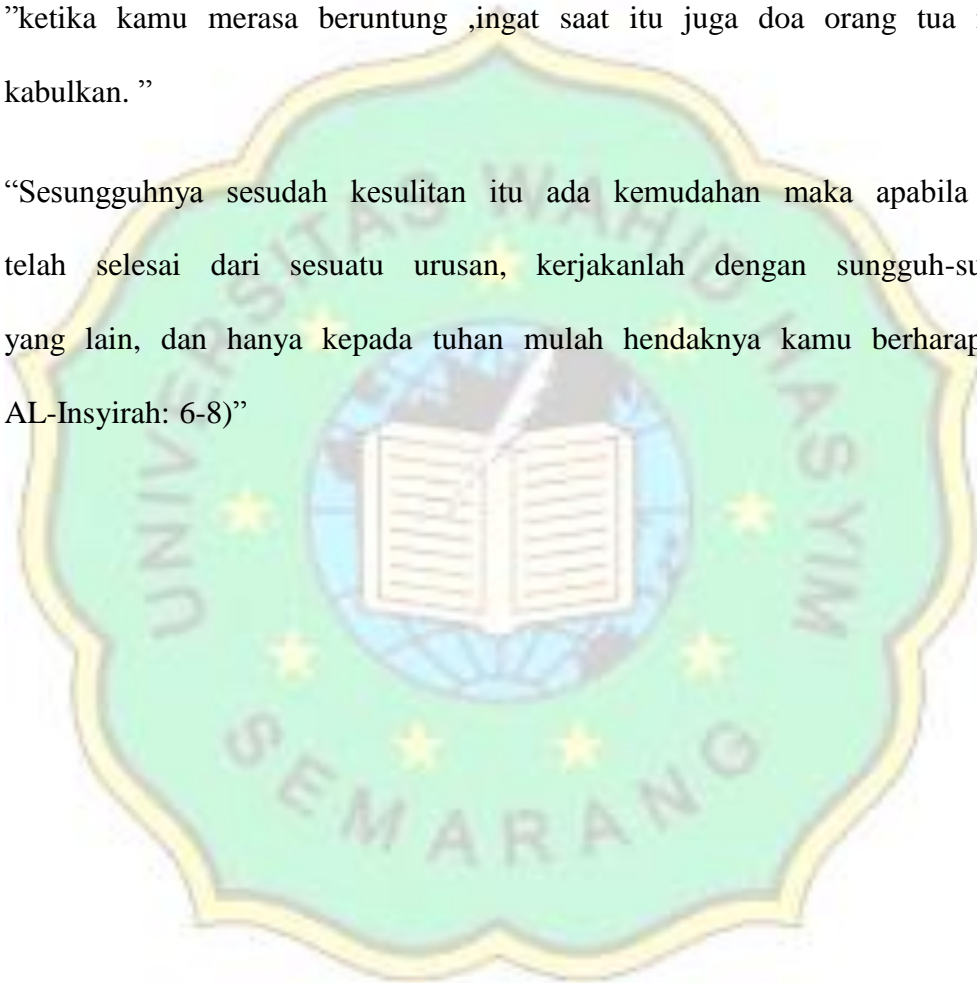 ”ketika kamu merasa beruntung ,ingat saat itu juga doa orang tua
kabulkan. ”
“Sesungguhnya sesudah kesulitan itu ada kemudahan maka apabila
telah selesai dari sesuatu urusan, kerjakanlah dengan
yang lain, dan hanya kepada tuhan mulah hendaknya kamu berharap
AL-Insyirah: 6-8)”
UNIVERSITAS WAHID HASYIM
SEMARANG